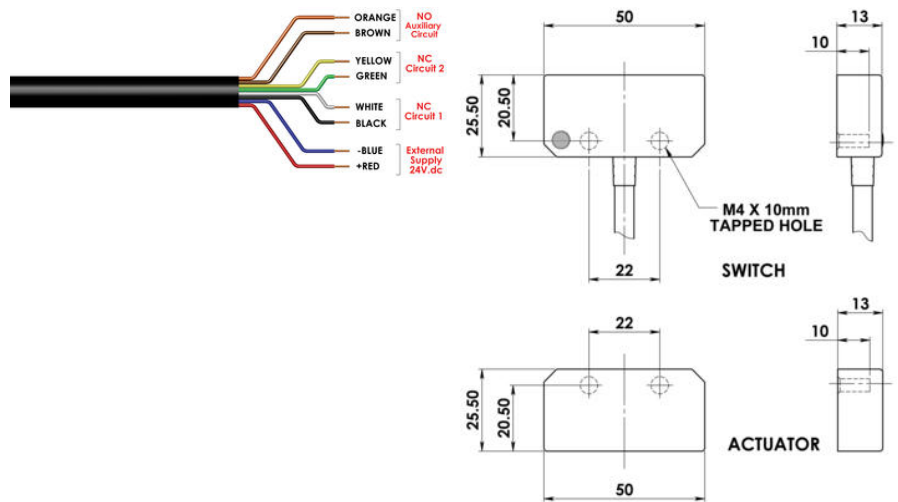 ORANGE
BROWN
NO
Auxiliary
Circuit
YELLOW
GREEN
NC
Circuit 2
WHITE
BLACK
NC
Circuit 1
-BLUE
+RED
External
Supply
24V.dc
50
13
10
25.50
20.50
M4 X 10mm
TAPPED HOLE
22
SWITCH
22
13
10
25.50
20.50
ACTUATOR
50